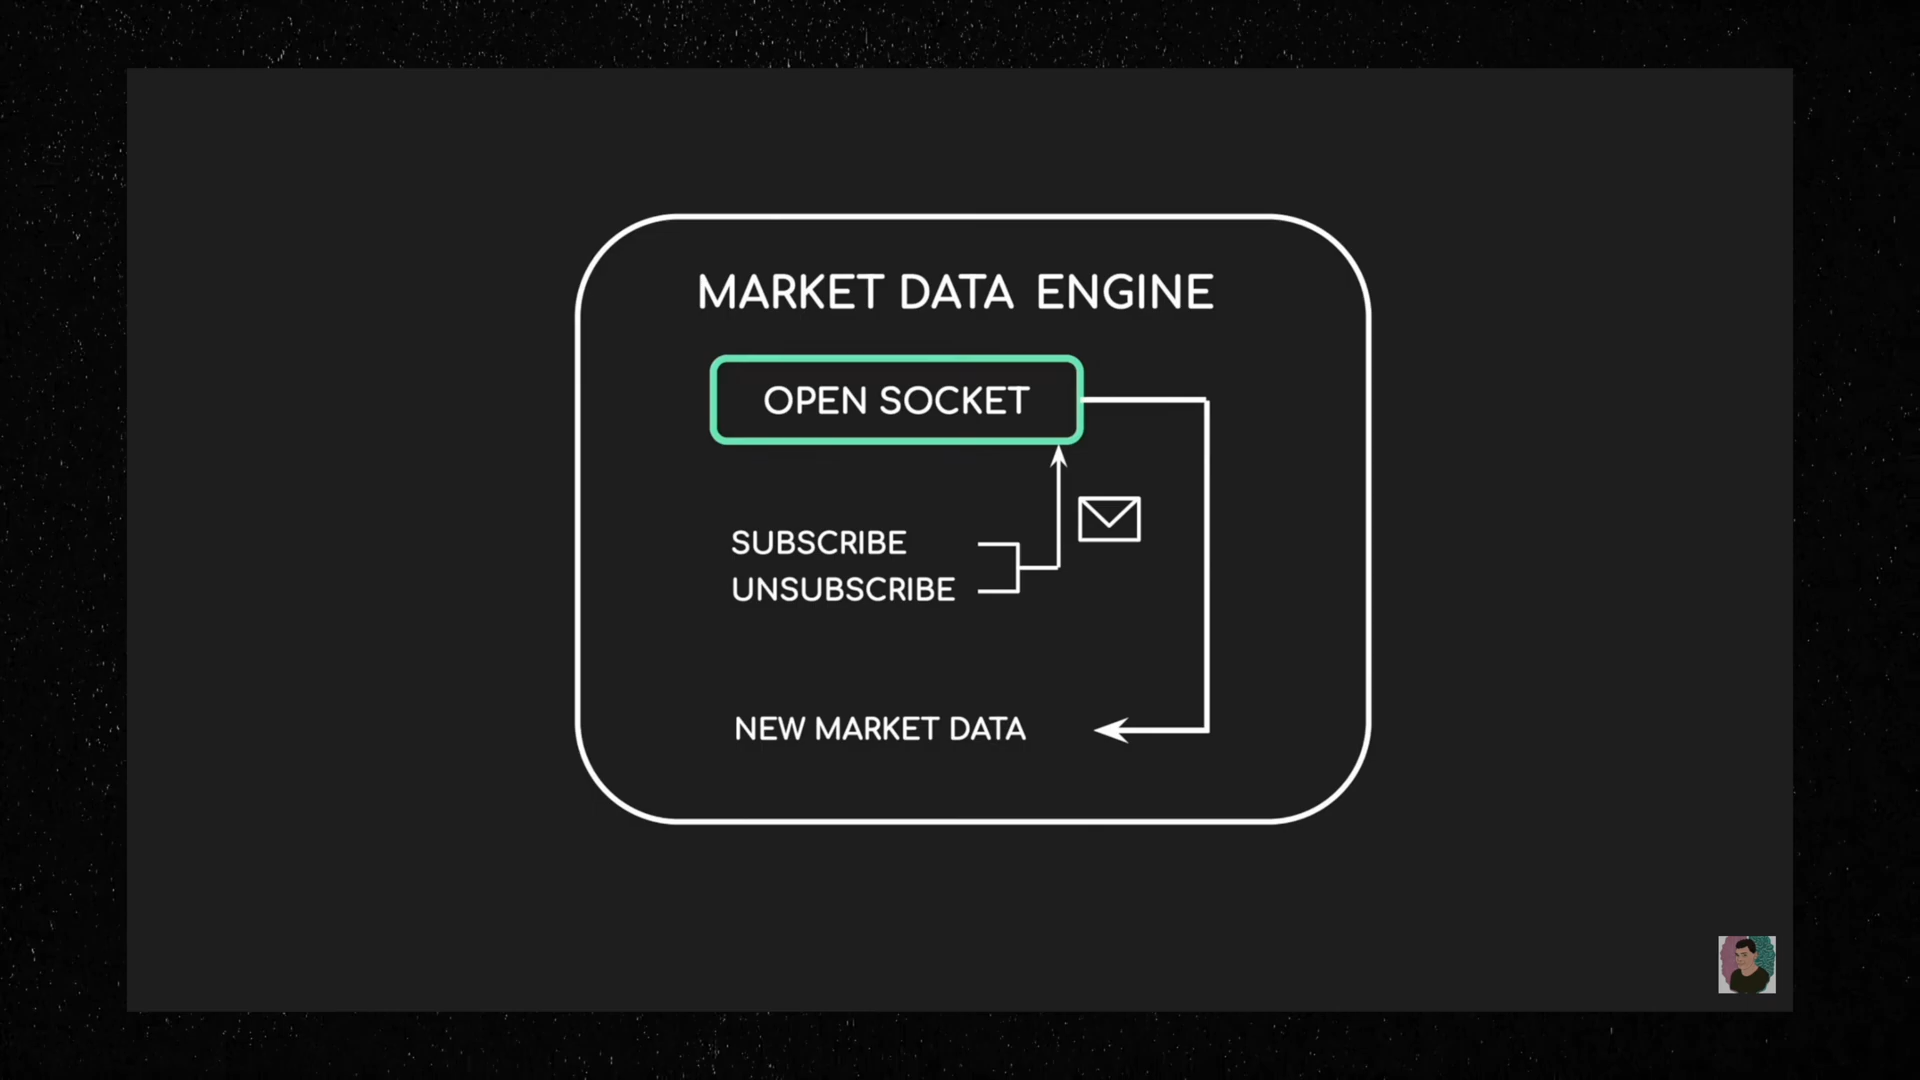 MARKET DATA ENGINE
OPEN SOCKET
SUBSCRIBE
UNSUBSCRIBE
NEW MARKET DATA